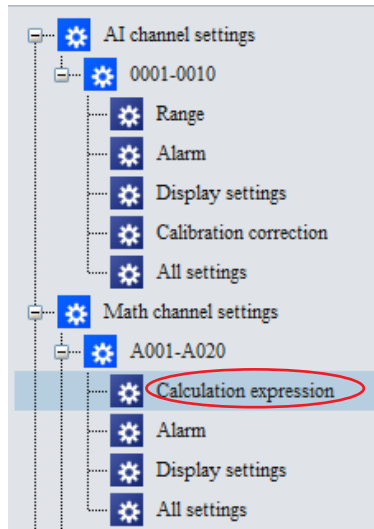 AI channel settings
0001-0010
Range
Alarm
Display settings
Calibration correction
All settings
Math channel settings
A001-A020
Calculation expression
Alarm
Display settings
All settings